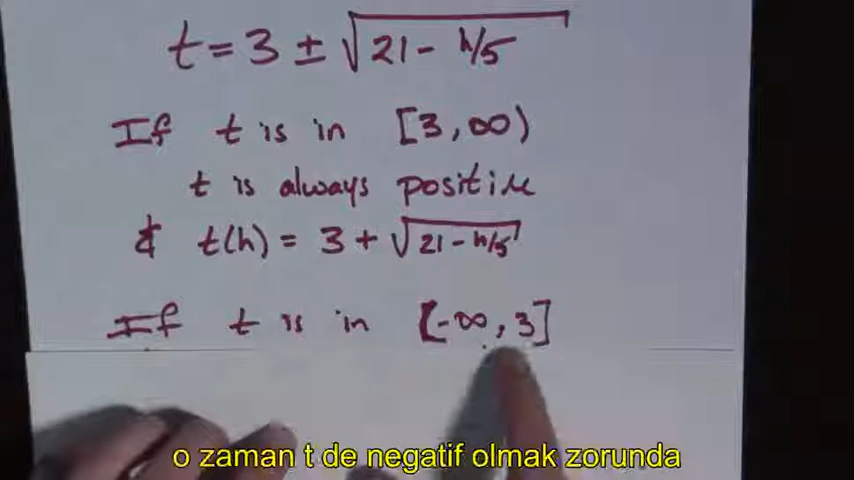 t = 3 ± √21 - h/5
If t is in [3, ∞)
t is always positive
& t(h) = 3 + √21 - h/5
If t is in [-∞, 3]
o zaman t de negatif olmak zorunda